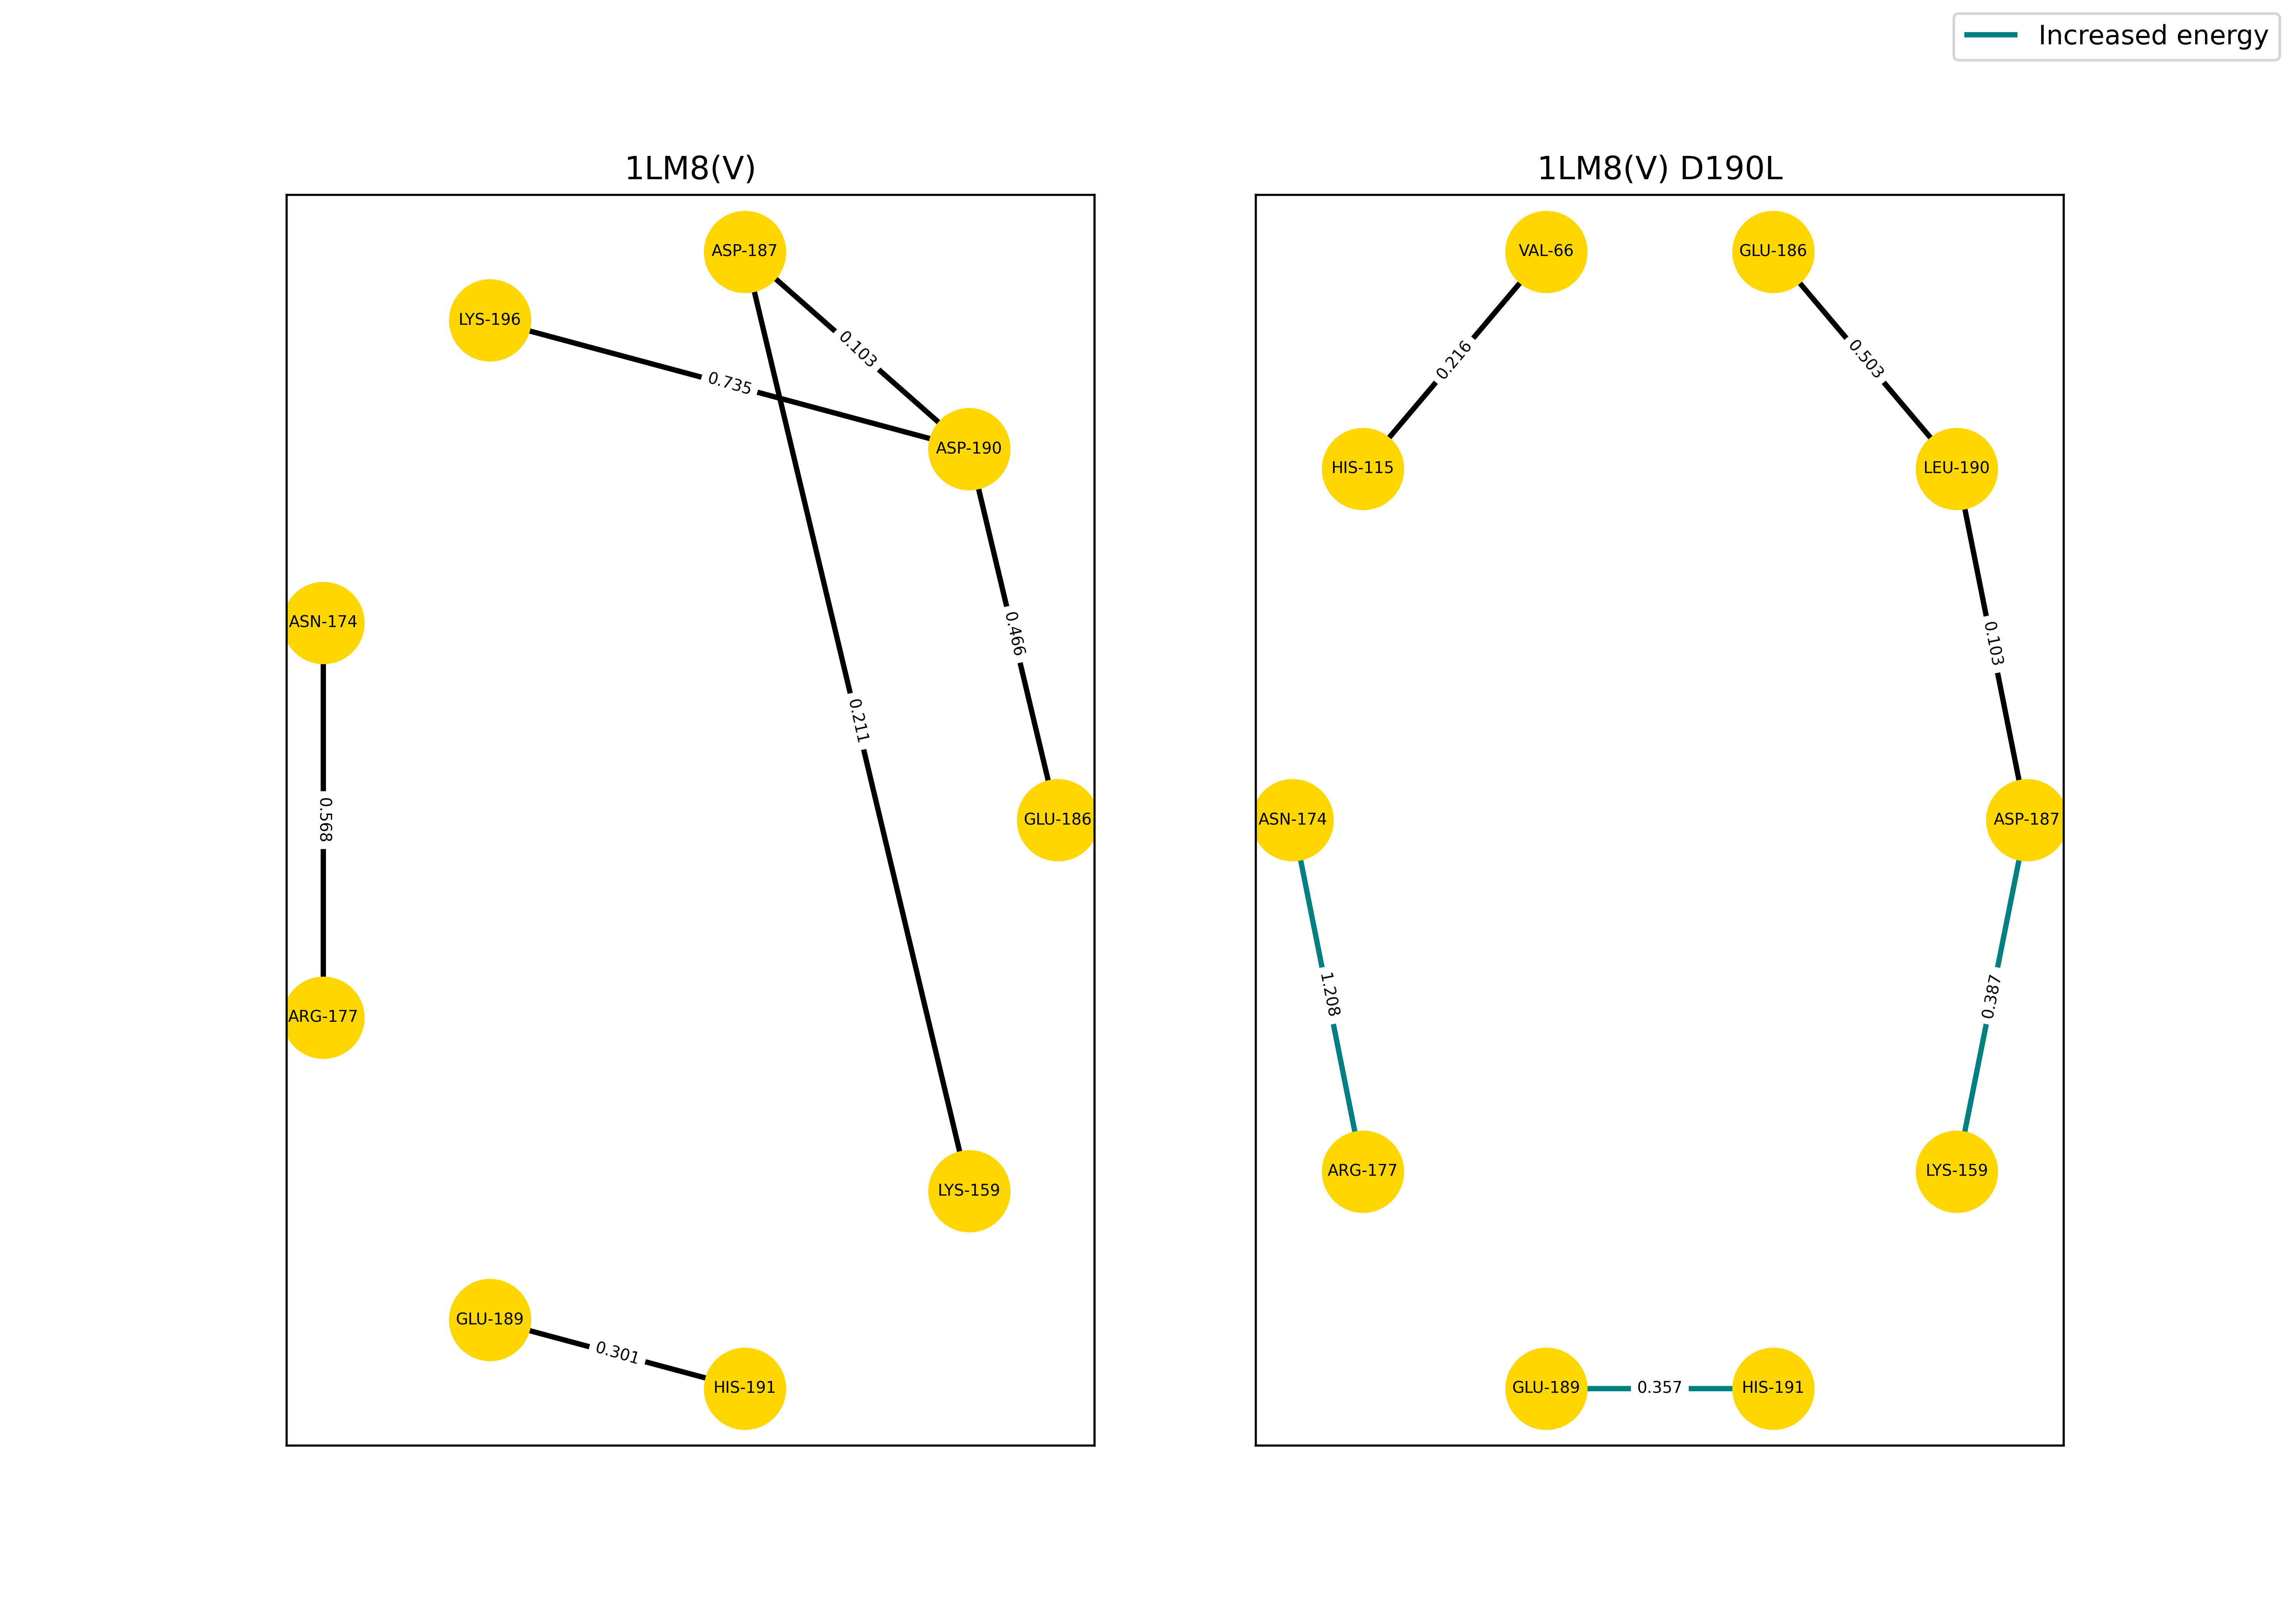 Increased energy
1LM8(V)
ASP-187
LYS-196
0.103
0.735
ASP-190
ASN-174
0.466
0.211
0.568
GLU-186
ARG-177
LYS-159
GLU-189
0.301
HIS-191
1LM8(V) D190L
VAL-66
GLU-186
0.216
0.503
HIS-115
LEU-190
0.103
ASN-174
ASP-187
1.208
0.387
ARG-177
LYS-159
GLU-189
0.357
HIS-191